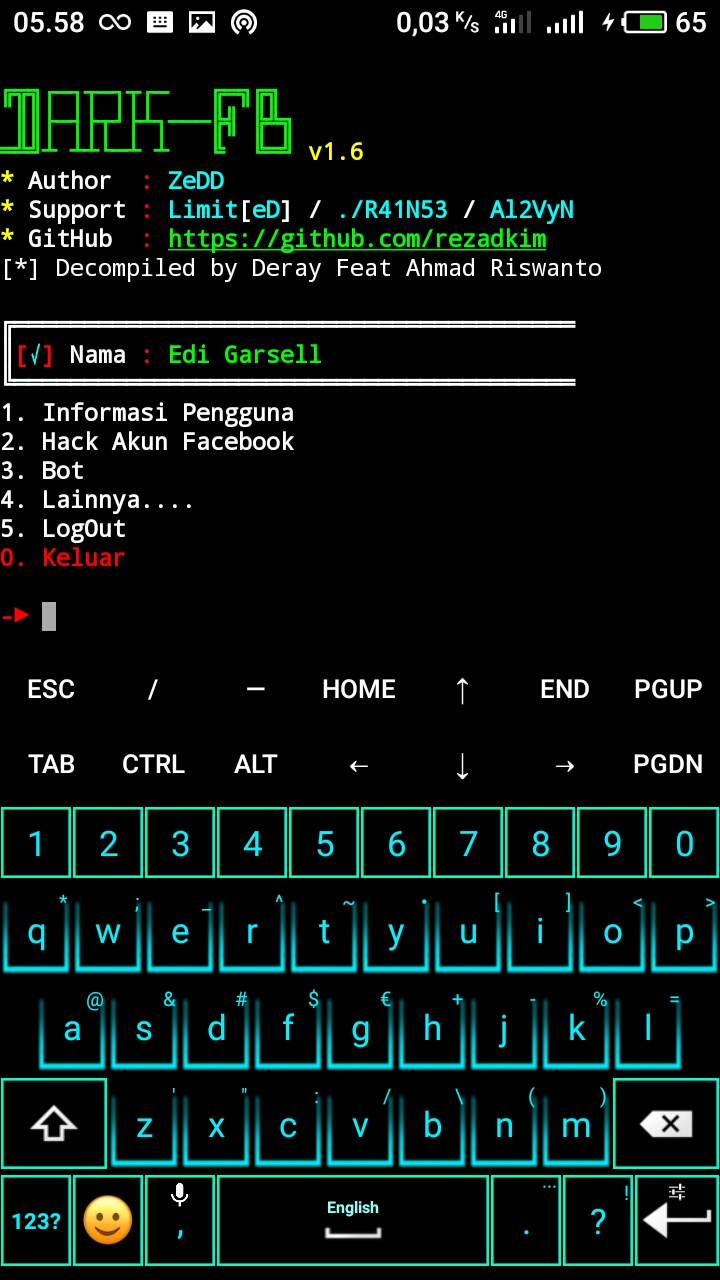 05.58 0,03 K/s 4G 65
DARK-FB v1.6
* Author : ZeDD
* Support : Limit[eD] / ./R41N53 / Al2VyN
* GitHub : https://github.com/rezadkim
[*] Decompiled by Deray Feat Ahmad Riswanto
[√] Nama : Edi Garsell
1. Informasi Pengguna
2. Hack Akun Facebook
3. Bot
4. Lainnya....
5. LogOut
0. Keluar
-►
ESC / — HOME ↑ END PGUP
TAB CTRL ALT ← ↓ → PGDN
1 2 3 4 5 6 7 8 9 0
* ; _ ^ ~ • [ ] < >
q w e r t y u i o p
@ & # $ € + - % =
a s d f g h j k l
' " : / \ ( )
z x c v b n m
... !
123? , English . ?